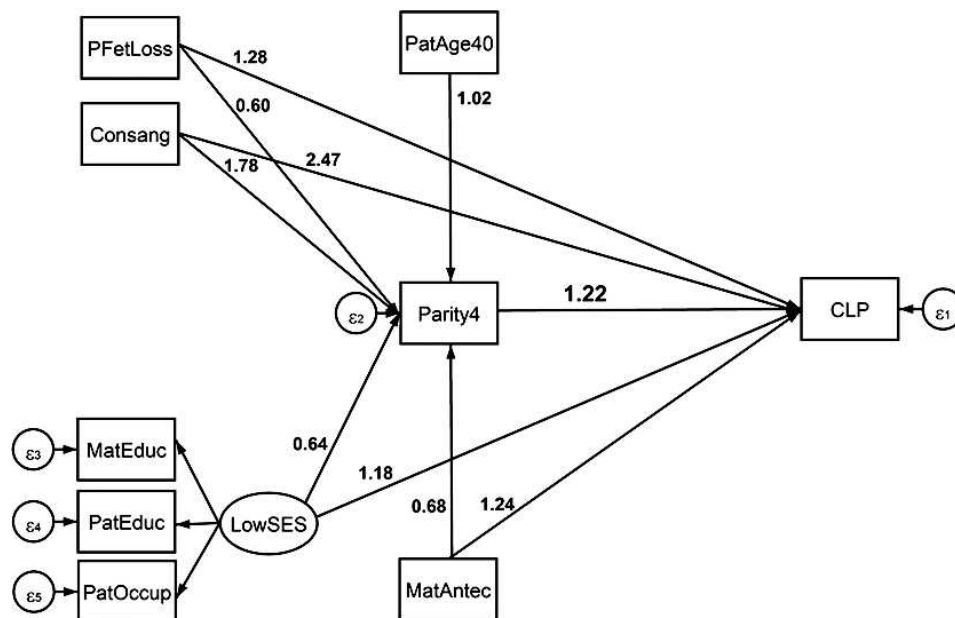 PFetLoss
PatAge40
1.28
0.60
1.02
Consang
1.78
2.47
ε2
Parity4
1.22
CLP
ε1
ε3
MatEduc
0.64
1.18
0.68
1.24
ε4
PatEduc
LowSES
ε5
PatOccup
MatAntec